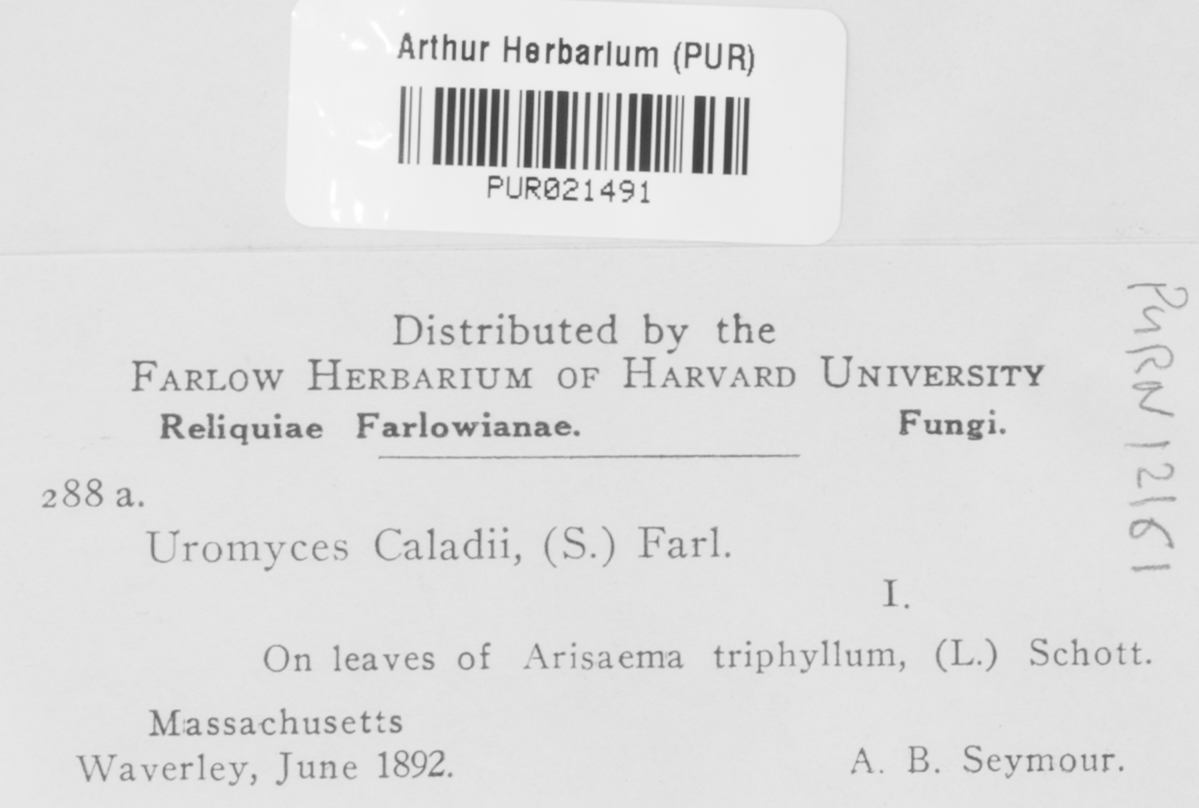 Arthur Herbarium (PUR)
PUR021491
Distributed by the
FARLOW HERBARIUM OF HARVARD UNIVERSITY
Reliquiae Farlowianae. Fungi.
288 a.
Uromyces Caladii, (S.) Farl.
I.
On leaves of Arisaema triphyllum, (L.) Schott.
Massachusetts
Waverley, June 1892. A. B. Seymour.
PURN 12161